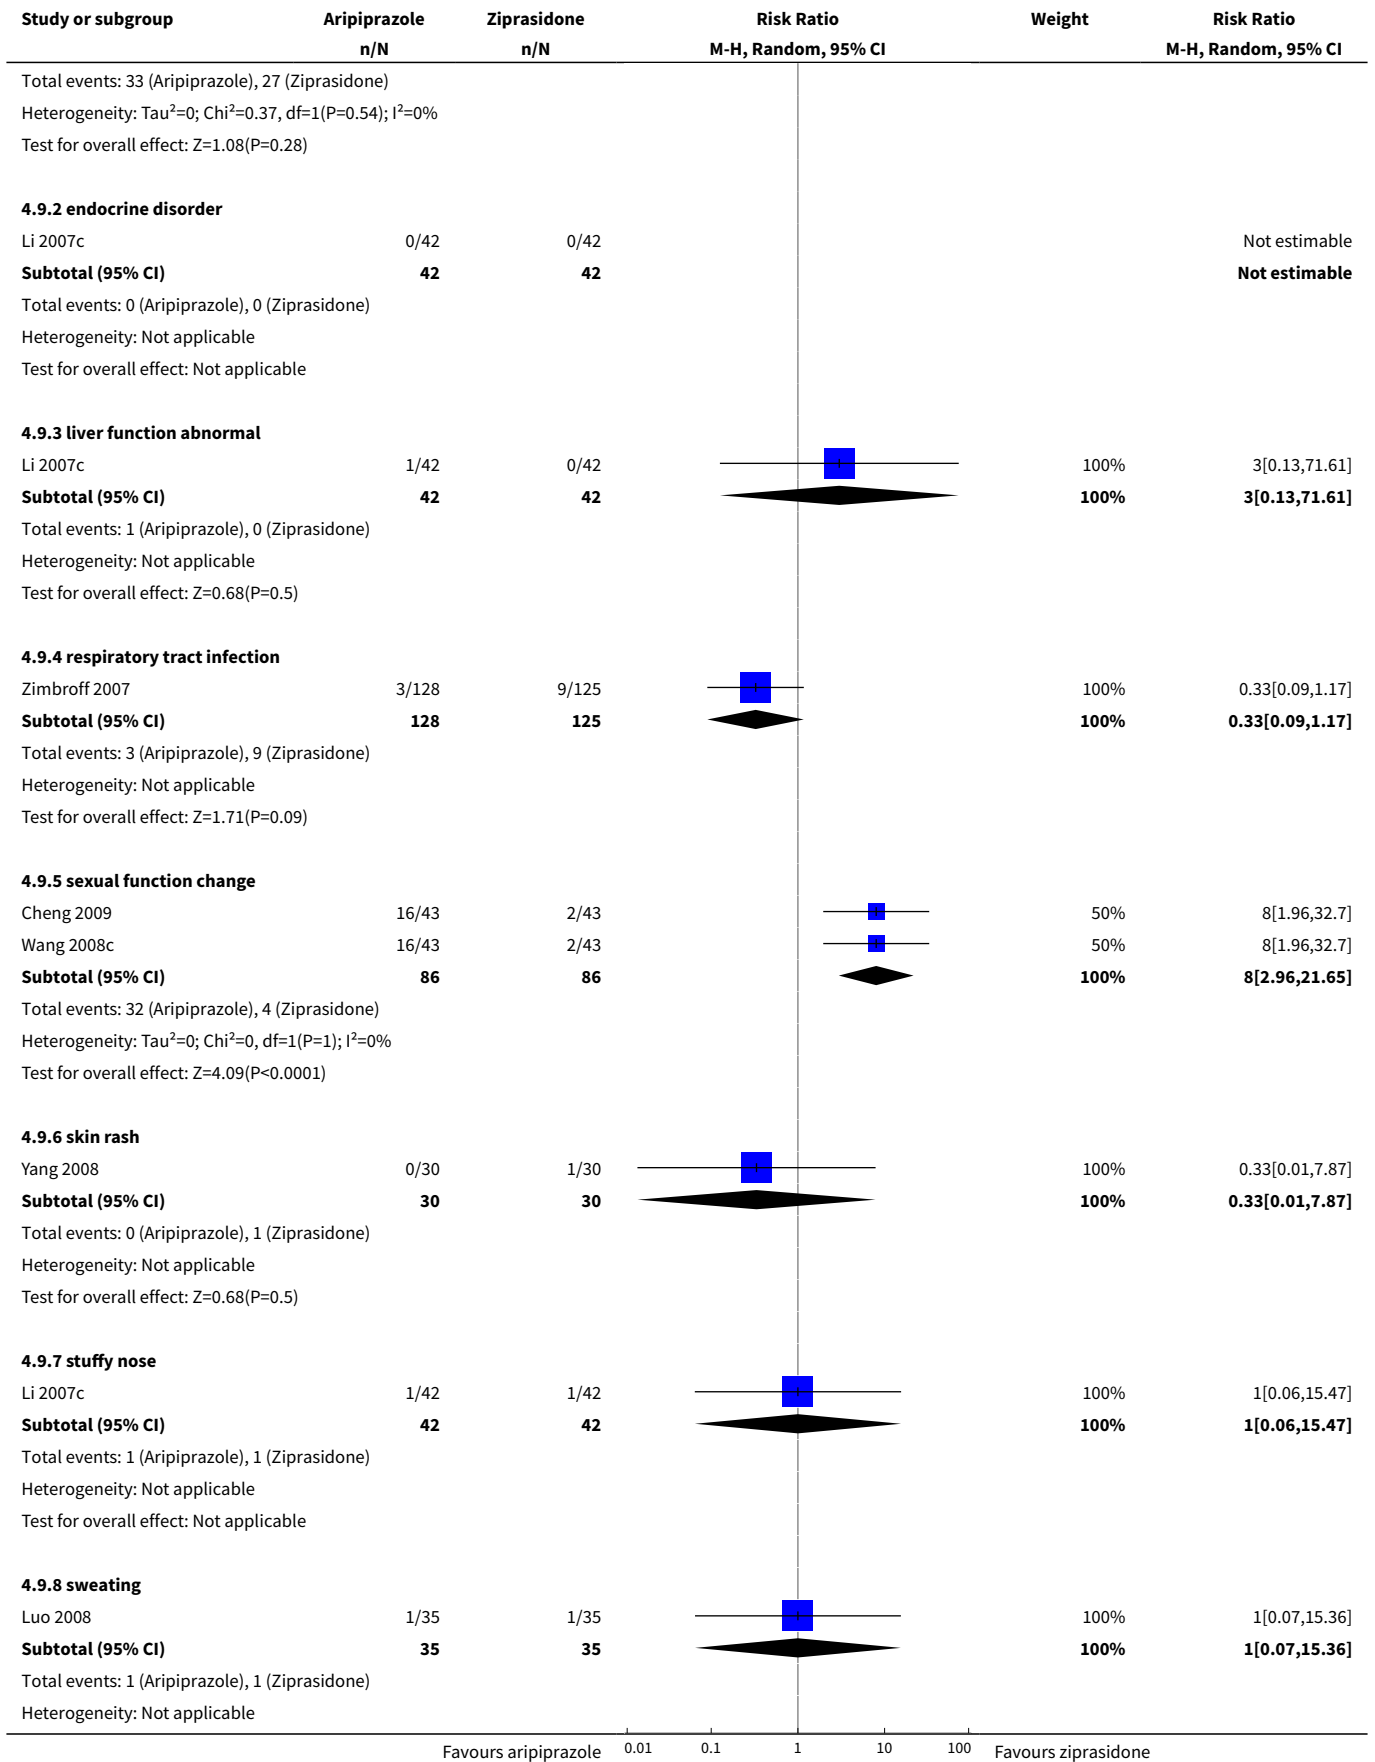 Study or subgroup Aripiprazole Ziprasidone Risk Ratio Weight Risk Ratio
n/N n/N M-H, Random, 95% CI M-H, Random, 95% CI
Total events: 33 (Aripiprazole), 27 (Ziprasidone)
Heterogeneity: Tau²=0; Chi²=0.37, df=1(P=0.54); I²=0%
Test for overall effect: Z=1.08(P=0.28)
4.9.2 endocrine disorder
Li 2007c 0/42 0/42 Not estimable
Subtotal (95% CI) 42 42 Not estimable
Total events: 0 (Aripiprazole), 0 (Ziprasidone)
Heterogeneity: Not applicable
Test for overall effect: Not applicable
4.9.3 liver function abnormal
Li 2007c 1/42 0/42 100% 3[0.13,71.61]
Subtotal (95% CI) 42 42 100% 3[0.13,71.61]
Total events: 1 (Aripiprazole), 0 (Ziprasidone)
Heterogeneity: Not applicable
Test for overall effect: Z=0.68(P=0.5)
4.9.4 respiratory tract infection
Zimbroff 2007 3/128 9/125 100% 0.33[0.09,1.17]
Subtotal (95% CI) 128 125 100% 0.33[0.09,1.17]
Total events: 3 (Aripiprazole), 9 (Ziprasidone)
Heterogeneity: Not applicable
Test for overall effect: Z=1.71(P=0.09)
4.9.5 sexual function change
Cheng 2009 16/43 2/43 50% 8[1.96,32.7]
Wang 2008c 16/43 2/43 50% 8[1.96,32.7]
Subtotal (95% CI) 86 86 100% 8[2.96,21.65]
Total events: 32 (Aripiprazole), 4 (Ziprasidone)
Heterogeneity: Tau²=0; Chi²=0, df=1(P=1); I²=0%
Test for overall effect: Z=4.09(P<0.0001)
4.9.6 skin rash
Yang 2008 0/30 1/30 100% 0.33[0.01,7.87]
Subtotal (95% CI) 30 30 100% 0.33[0.01,7.87]
Total events: 0 (Aripiprazole), 1 (Ziprasidone)
Heterogeneity: Not applicable
Test for overall effect: Z=0.68(P=0.5)
4.9.7 stuffy nose
Li 2007c 1/42 1/42 100% 1[0.06,15.47]
Subtotal (95% CI) 42 42 100% 1[0.06,15.47]
Total events: 1 (Aripiprazole), 1 (Ziprasidone)
Heterogeneity: Not applicable
Test for overall effect: Not applicable
4.9.8 sweating
Luo 2008 1/35 1/35 100% 1[0.07,15.36]
Subtotal (95% CI) 35 35 100% 1[0.07,15.36]
Total events: 1 (Aripiprazole), 1 (Ziprasidone)
Heterogeneity: Not applicable
Favours aripiprazole 0.01 0.1 1 10 100 Favours ziprasidone